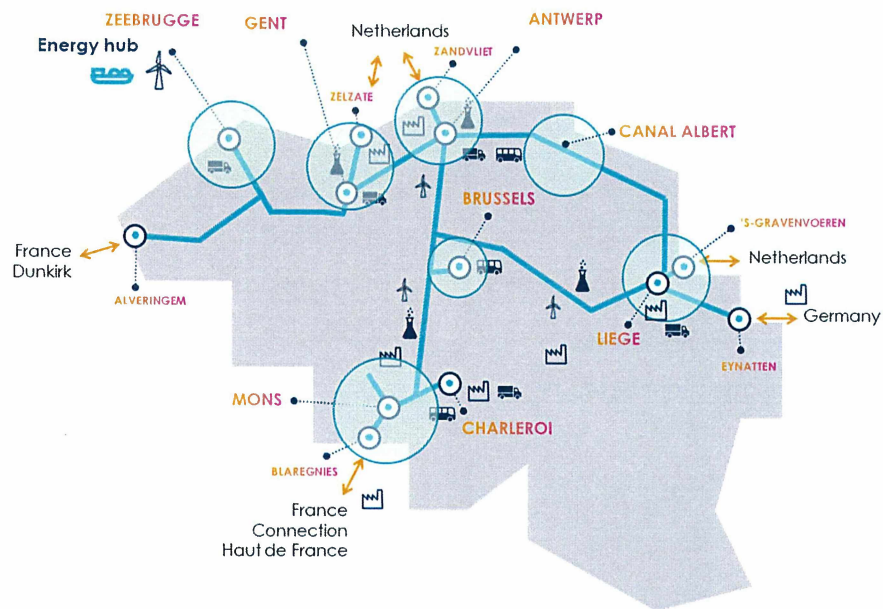 ZEEBRUGGE
GENT
ANTWERP
Energy hub
Netherlands
ZANDVLIET
ZELZATE
CANAL ALBERT
BRUSSELS
'S-GRAVENVOEREN
France
Dunkirk
Netherlands
ALVERINGEM
Germany
LIEGE
EYNATTEN
MONS
CHARLEROI
BLAREGNIES
France
Connection
Haut de France